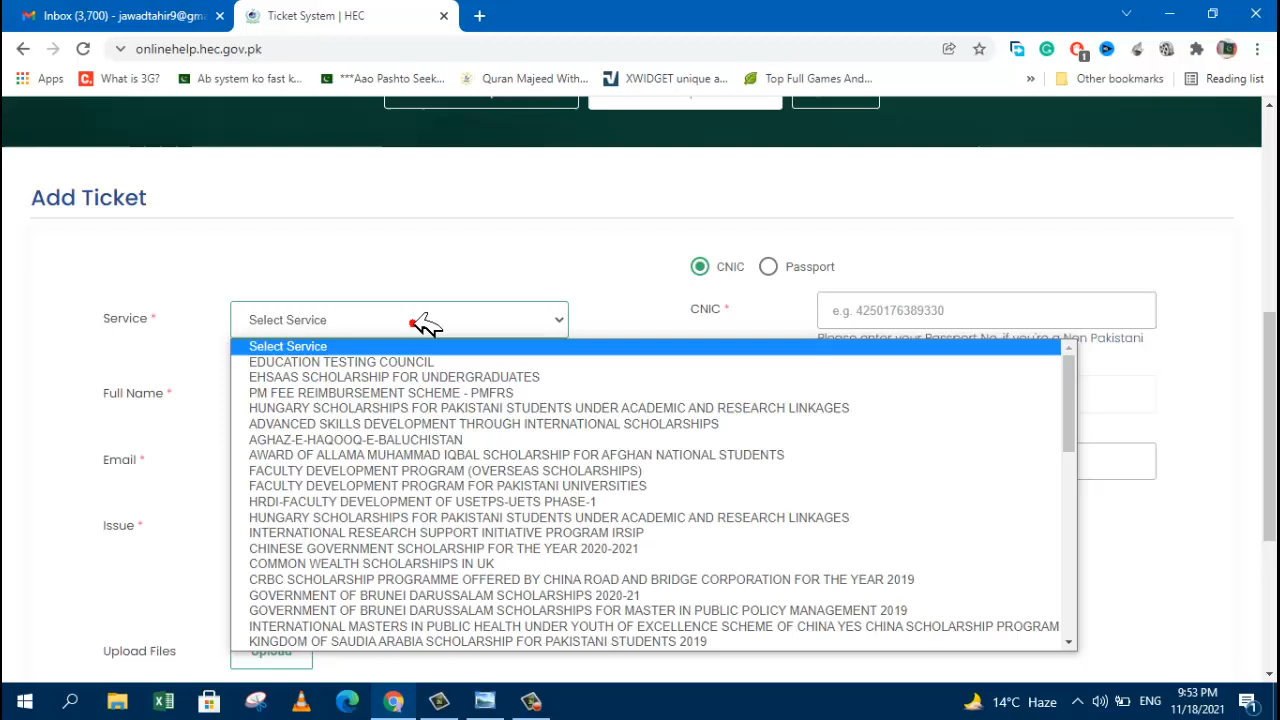 Inbox (3,700) - jawadtahir9@gma
Ticket System | HEC
onlinehelp.hec.gov.pk
1
Apps
What is 3G?
Ab system ko fast k...
***Aao Pashto Seek...
Quran Majeed With...
XWIDGET unique a...
Top Full Games And...
»
Other bookmarks
Reading list
Add Ticket
CNIC
Passport
Service *
Select Service
CNIC *
e.g. 4250176389330
Please enter your Passport No. if you're a Non Pakistani
Full Name *
Email *
Issue *
Upload Files
Upload
Select Service
EDUCATION TESTING COUNCIL
EHSAAS SCHOLARSHIP FOR UNDERGRADUATES
PM FEE REIMBURSEMENT SCHEME - PMFRS
HUNGARY SCHOLARSHIPS FOR PAKISTANI STUDENTS UNDER ACADEMIC AND RESEARCH LINKAGES
ADVANCED SKILLS DEVELOPMENT THROUGH INTERNATIONAL SCHOLARSHIPS
AGHAZ-E-HAQOOQ-E-BALUCHISTAN
AWARD OF ALLAMA MUHAMMAD IQBAL SCHOLARSHIP FOR AFGHAN NATIONAL STUDENTS
FACULTY DEVELOPMENT PROGRAM (OVERSEAS SCHOLARSHIPS)
FACULTY DEVELOPMENT PROGRAM FOR PAKISTANI UNIVERSITIES
HRDI-FACULTY DEVELOPMENT OF USETPS-UETS PHASE-1
HUNGARY SCHOLARSHIPS FOR PAKISTANI STUDENTS UNDER ACADEMIC AND RESEARCH LINKAGES
INTERNATIONAL RESEARCH SUPPORT INITIATIVE PROGRAM IRSIP
CHINESE GOVERNMENT SCHOLARSHIP FOR THE YEAR 2020-2021
COMMON WEALTH SCHOLARSHIPS IN UK
CRBC SCHOLARSHIP PROGRAMME OFFERED BY CHINA ROAD AND BRIDGE CORPORATION FOR THE YEAR 2019
GOVERNMENT OF BRUNEI DARUSSALAM SCHOLARSHIPS 2020-21
GOVERNMENT OF BRUNEI DARUSSALAM SCHOLARSHIPS FOR MASTER IN PUBLIC POLICY MANAGEMENT 2019
INTERNATIONAL MASTERS IN PUBLIC HEALTH UNDER YOUTH OF EXCELLENCE SCHEME OF CHINA YES CHINA SCHOLARSHIP PROGRAM
KINGDOM OF SAUDIA ARABIA SCHOLARSHIP FOR PAKISTANI STUDENTS 2019
14°C Haze
ENG
9:53 PM
11/18/2021
1